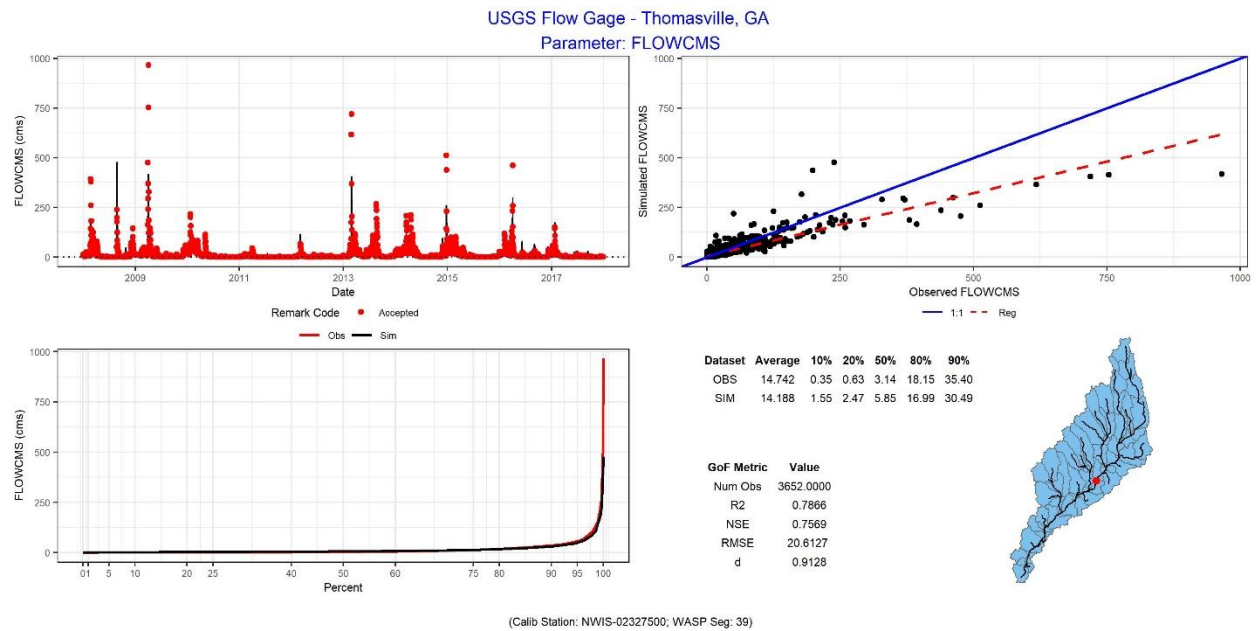 USGS Flow Gage - Thomasville, GA
Parameter: FLOWCMS
FLOWCMS (cms)
1000
750
500
250
0
2009 2011 2013 2015 2017
Date
Remark Code Accepted
Simulated FLOWCMS
1000
750
500
250
0
0 250 500 750 1000
Observed FLOWCMS
1:1 Reg
Obs Sim
FLOWCMS (cms)
1000
750
500
250
0
0 1 5 10 20 25 40 50 60 75 80 90 95 100
Percent
Dataset Average 10% 20% 50% 80% 90%
OBS 14.742 0.35 0.63 3.14 18.15 35.40
SIM 14.188 1.55 2.47 5.85 16.99 30.49
GoF Metric Value
Num Obs 3652.0000
R2 0.7866
NSE 0.7569
RMSE 20.6127
d 0.9128
(Calib Station: NWIS-02327500; WASP Seg: 39)